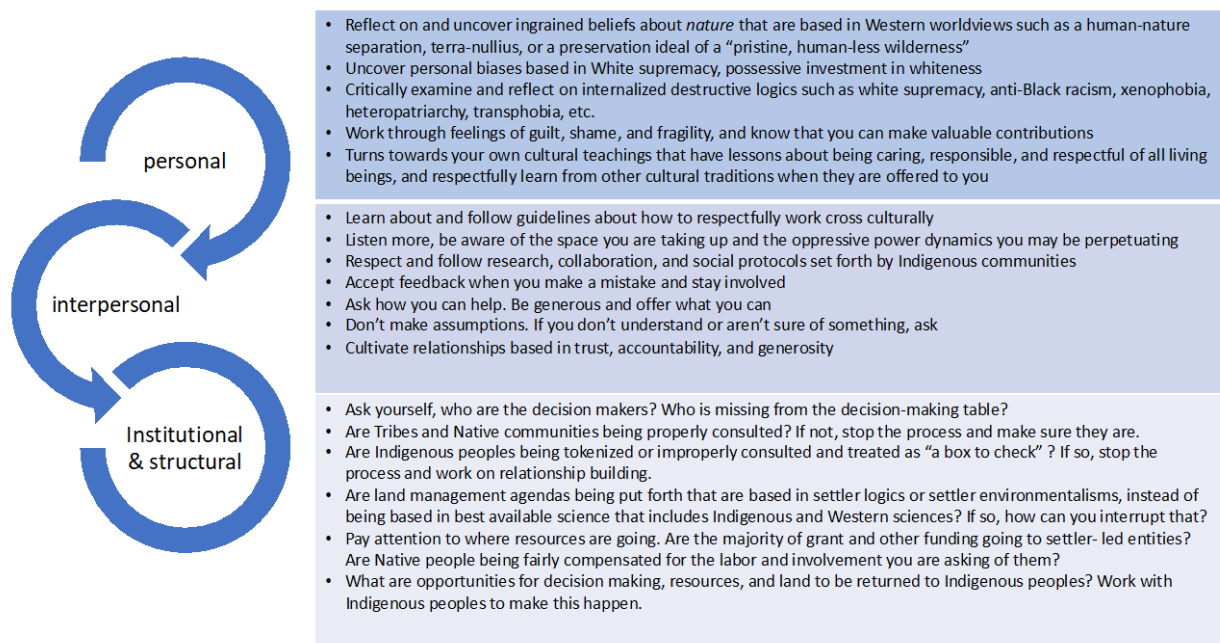 personal
• Reflect on and uncover ingrained beliefs about nature that are based in Western worldviews such as a human-nature
separation, terra-nullius, or a preservation ideal of a “pristine, human-less wilderness”
• Uncover personal biases based in White supremacy, possessive investment in whiteness
• Critically examine and reflect on internalized destructive logics such as white supremacy, anti-Black racism, xenophobia,
heteropatriarchy, transphobia, etc.
• Work through feelings of guilt, shame, and fragility, and know that you can make valuable contributions
• Turns towards your own cultural teachings that have lessons about being caring, responsible, and respectful of all living
beings, and respectfully learn from other cultural traditions when they are offered to you
interpersonal
• Learn about and follow guidelines about how to respectfully work cross culturally
• Listen more, be aware of the space you are taking up and the oppressive power dynamics you may be perpetuating
• Respect and follow research, collaboration, and social protocols set forth by Indigenous communities
• Accept feedback when you make a mistake and stay involved
• Ask how you can help. Be generous and offer what you can
• Don’t make assumptions. If you don’t understand or aren’t sure of something, ask
• Cultivate relationships based in trust, accountability, and generosity
Institutional
& structural
• Ask yourself, who are the decision makers? Who is missing from the decision-making table?
• Are Tribes and Native communities being properly consulted? If not, stop the process and make sure they are.
• Are Indigenous peoples being tokenized or improperly consulted and treated as “a box to check” ? If so, stop the
process and work on relationship building.
• Are land management agendas being put forth that are based in settler logics or settler environmentalisms, instead of
being based in best available science that includes Indigenous and Western sciences? If so, how can you interrupt that?
• Pay attention to where resources are going. Are the majority of grant and other funding going to settler- led entities?
Are Native people being fairly compensated for the labor and involvement you are asking of them?
• What are opportunities for decision making, resources, and land to be returned to Indigenous peoples? Work with
Indigenous peoples to make this happen.